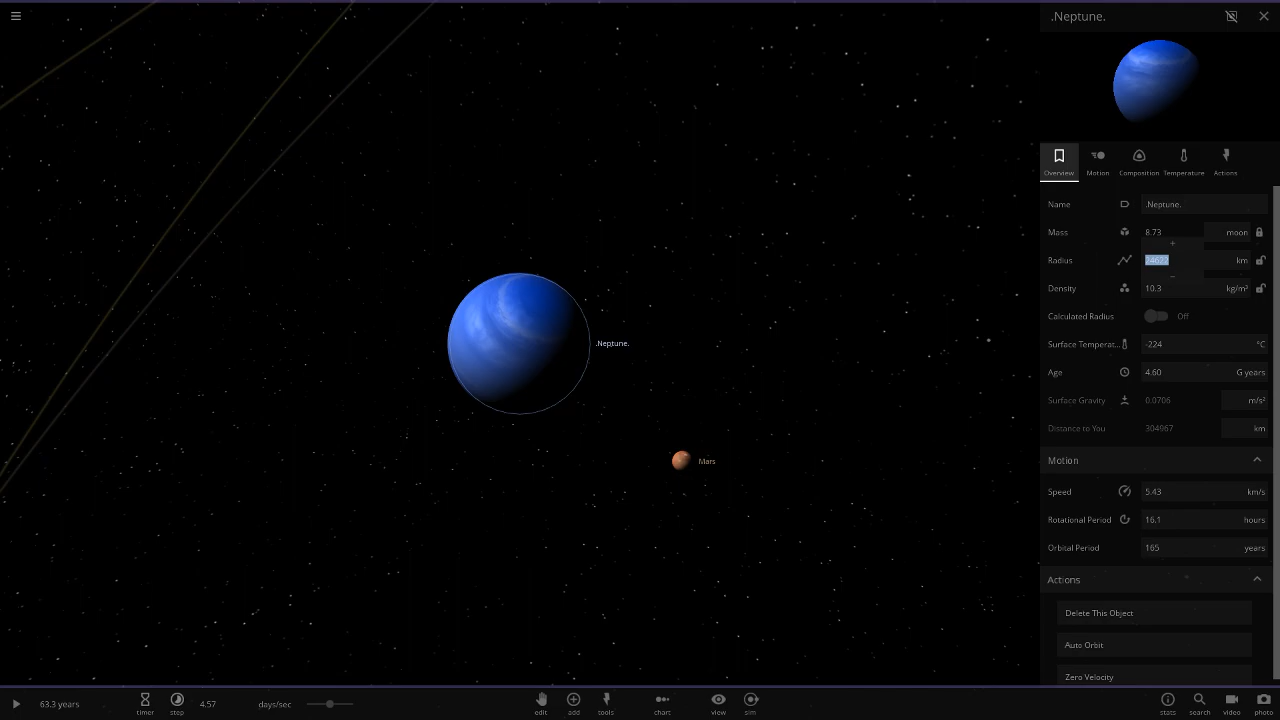 .Neptune.
Overview Motion Composition Temperature Actions
Name .Neptune.
Mass 8.73 moon
+
Radius 24622 km
−
Density 10.3 kg/m³
Calculated Radius Off
Surface Temperat... -224 °C
.Neptune.
Age 4.60 G years
Surface Gravity 0.0706 m/s²
Distance to You 304967 km
Mars
Motion
Speed 5.43 km/s
Rotational Period 16.1 hours
Orbital Period 165 years
Actions
Delete This Object
Auto Orbit
Zero Velocity
63.3 years timer step 4.57 days/sec edit add tools chart view sim stats search video photo